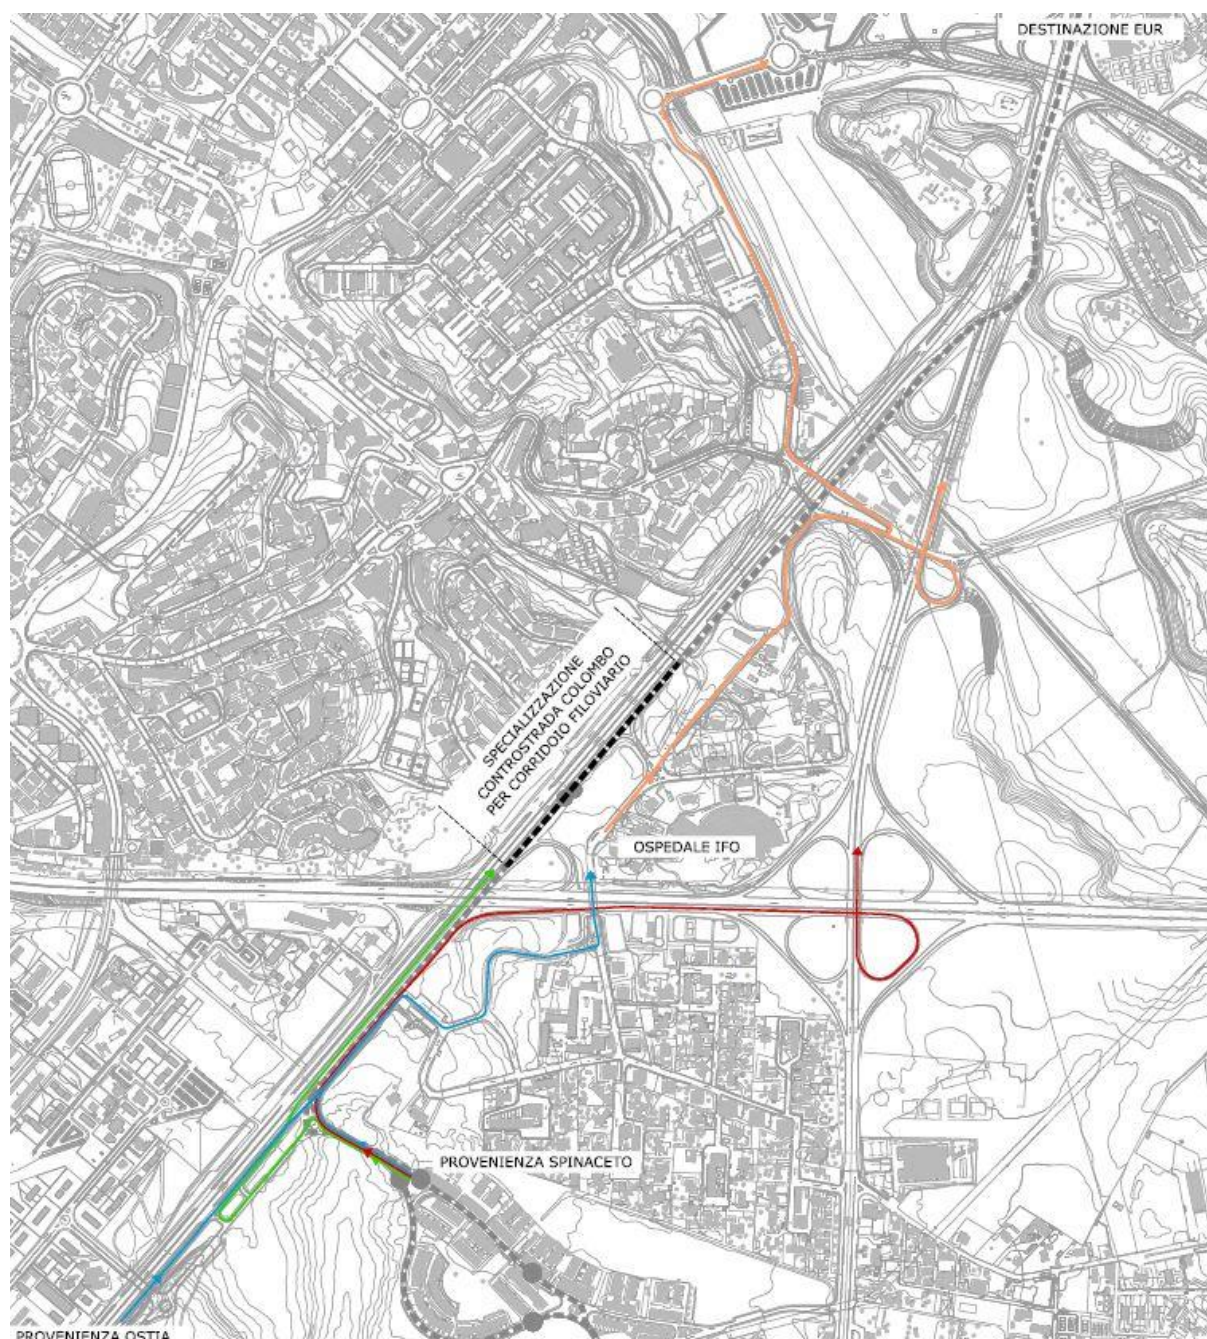 DESTINAZIONE EUR
SPECIALIZZAZIONE
CONTROSTRADA COLOMBO
PER CORRIDOIO FILOVIARIO
OSPEDALE IFO
PROVENIENZA SPINACETO
PROVENIENZA OSTIA